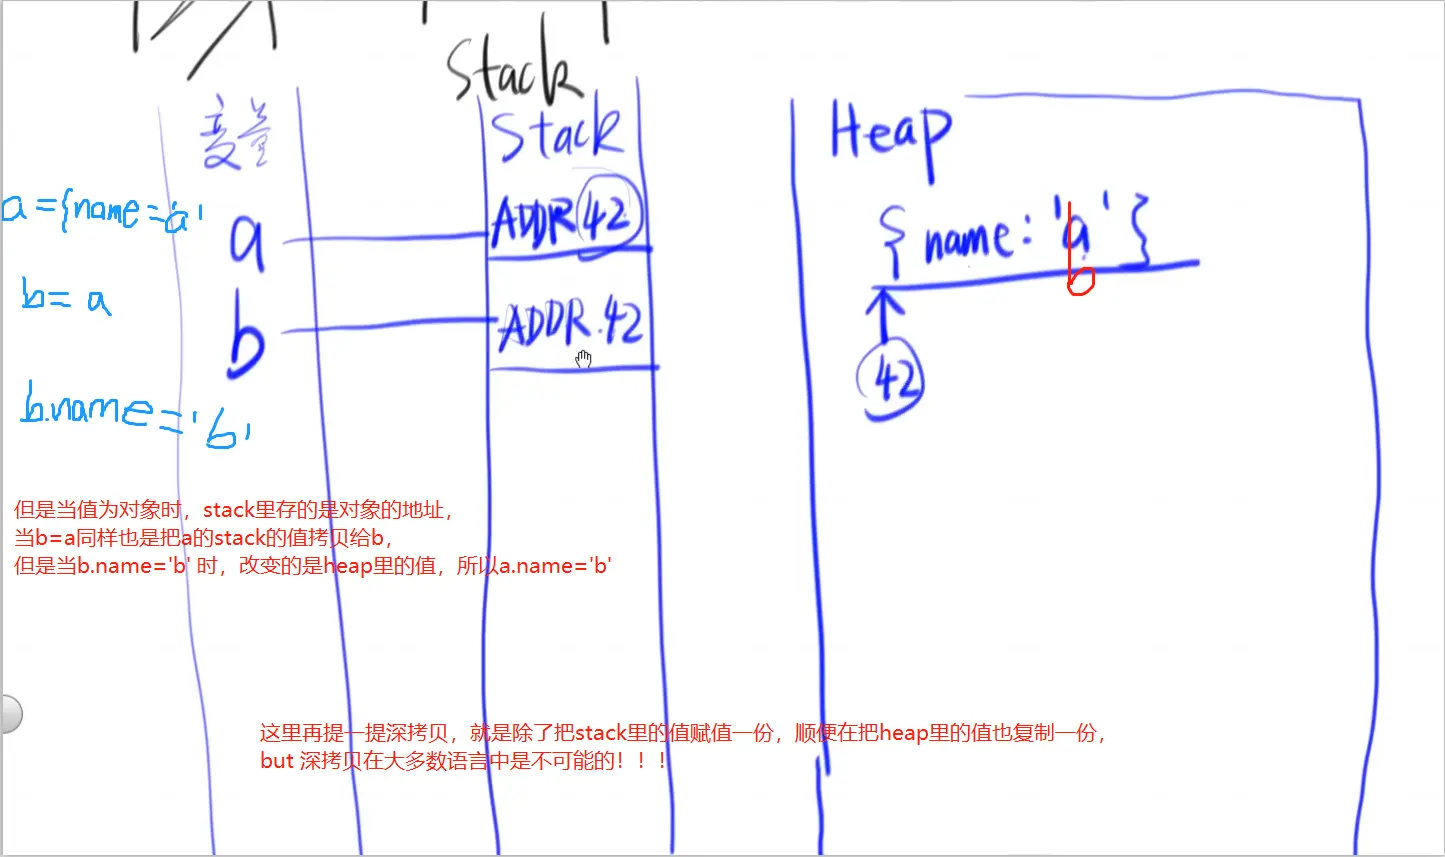 Stack
变量
Stack
Heap
a={name='a'
a
ADDR 42
{name:'a'}
b
b= a
b
ADDR.42
42
b.name='b'
但是当值为对象时，stack里存的是对象的地址，
当b=a同样也是把a的stack的值拷贝给b，
但是当b.name='b' 时，改变的是heap里的值，所以a.name='b'
这里再提一提深拷贝，就是除了把stack里的值赋值一份，顺便在把heap里的值也复制一份，
but 深拷贝在大多数语言中是不可能的！！！